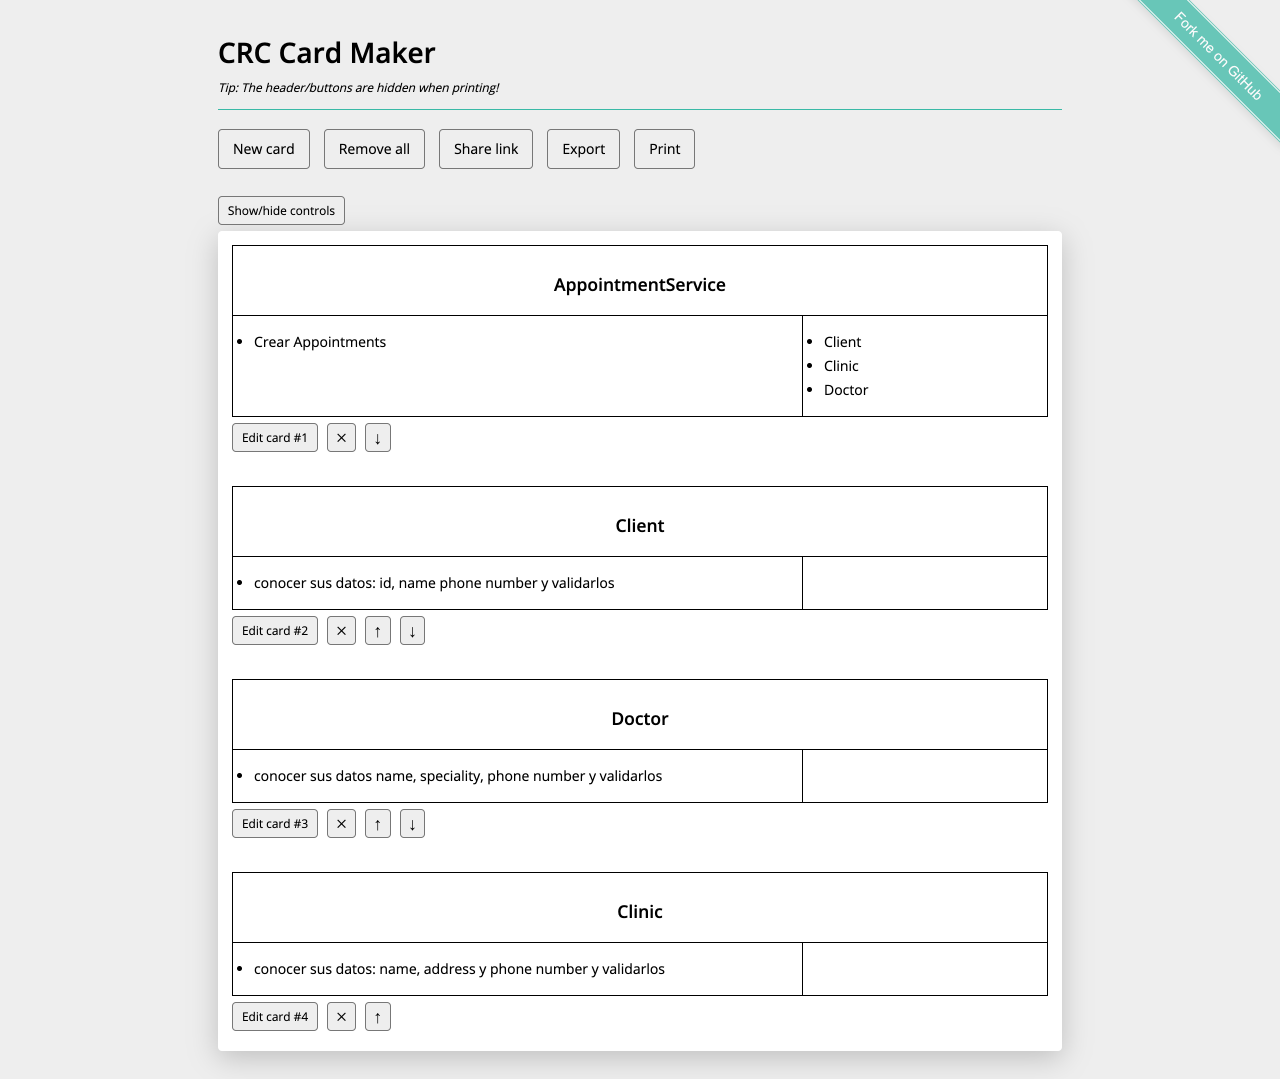 Fork me on GitHub
CRC Card Maker
Tip: The header/buttons are hidden when printing!
New card Remove all Share link Export Print
Show/hide controls
AppointmentService
• Crear Appointments
• Client
• Clinic
• Doctor
Edit card #1 × ↓
Client
• conocer sus datos: id, name phone number y validarlos
Edit card #2 × ↑ ↓
Doctor
• conocer sus datos name, speciality, phone number y validarlos
Edit card #3 × ↑ ↓
Clinic
• conocer sus datos: name, address y phone number y validarlos
Edit card #4 × ↑